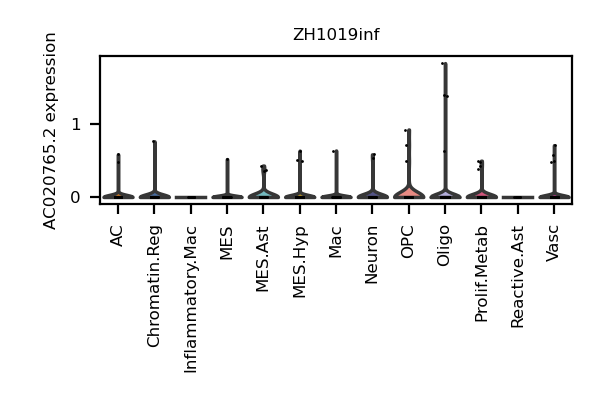 ZH1019inf
AC020765.2 expression
1
0
AC
Chromatin.Reg
Inflammatory.Mac
MES
MES.Ast
MES.Hyp
Mac
Neuron
OPC
Oligo
Prolif.Metab
Reactive.Ast
Vasc